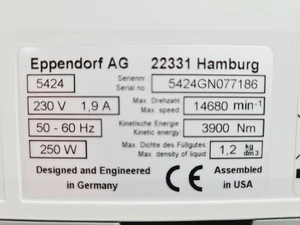 Eppendorf AG 22331 Hamburg
5424 Seriennr. Serial no. 5424GN077186
230 V 1,9 A Max. Drehzahl Max. speed: 14680 min-1
50 - 60 Hz Kinetische Energie: Kinetic energy 3900 Nm
250 W Max. Dichte des Füllgutes Max. density of liquid: 1,2 kg dm3
Designed and Engineered CE Assembled
in Germany in USA